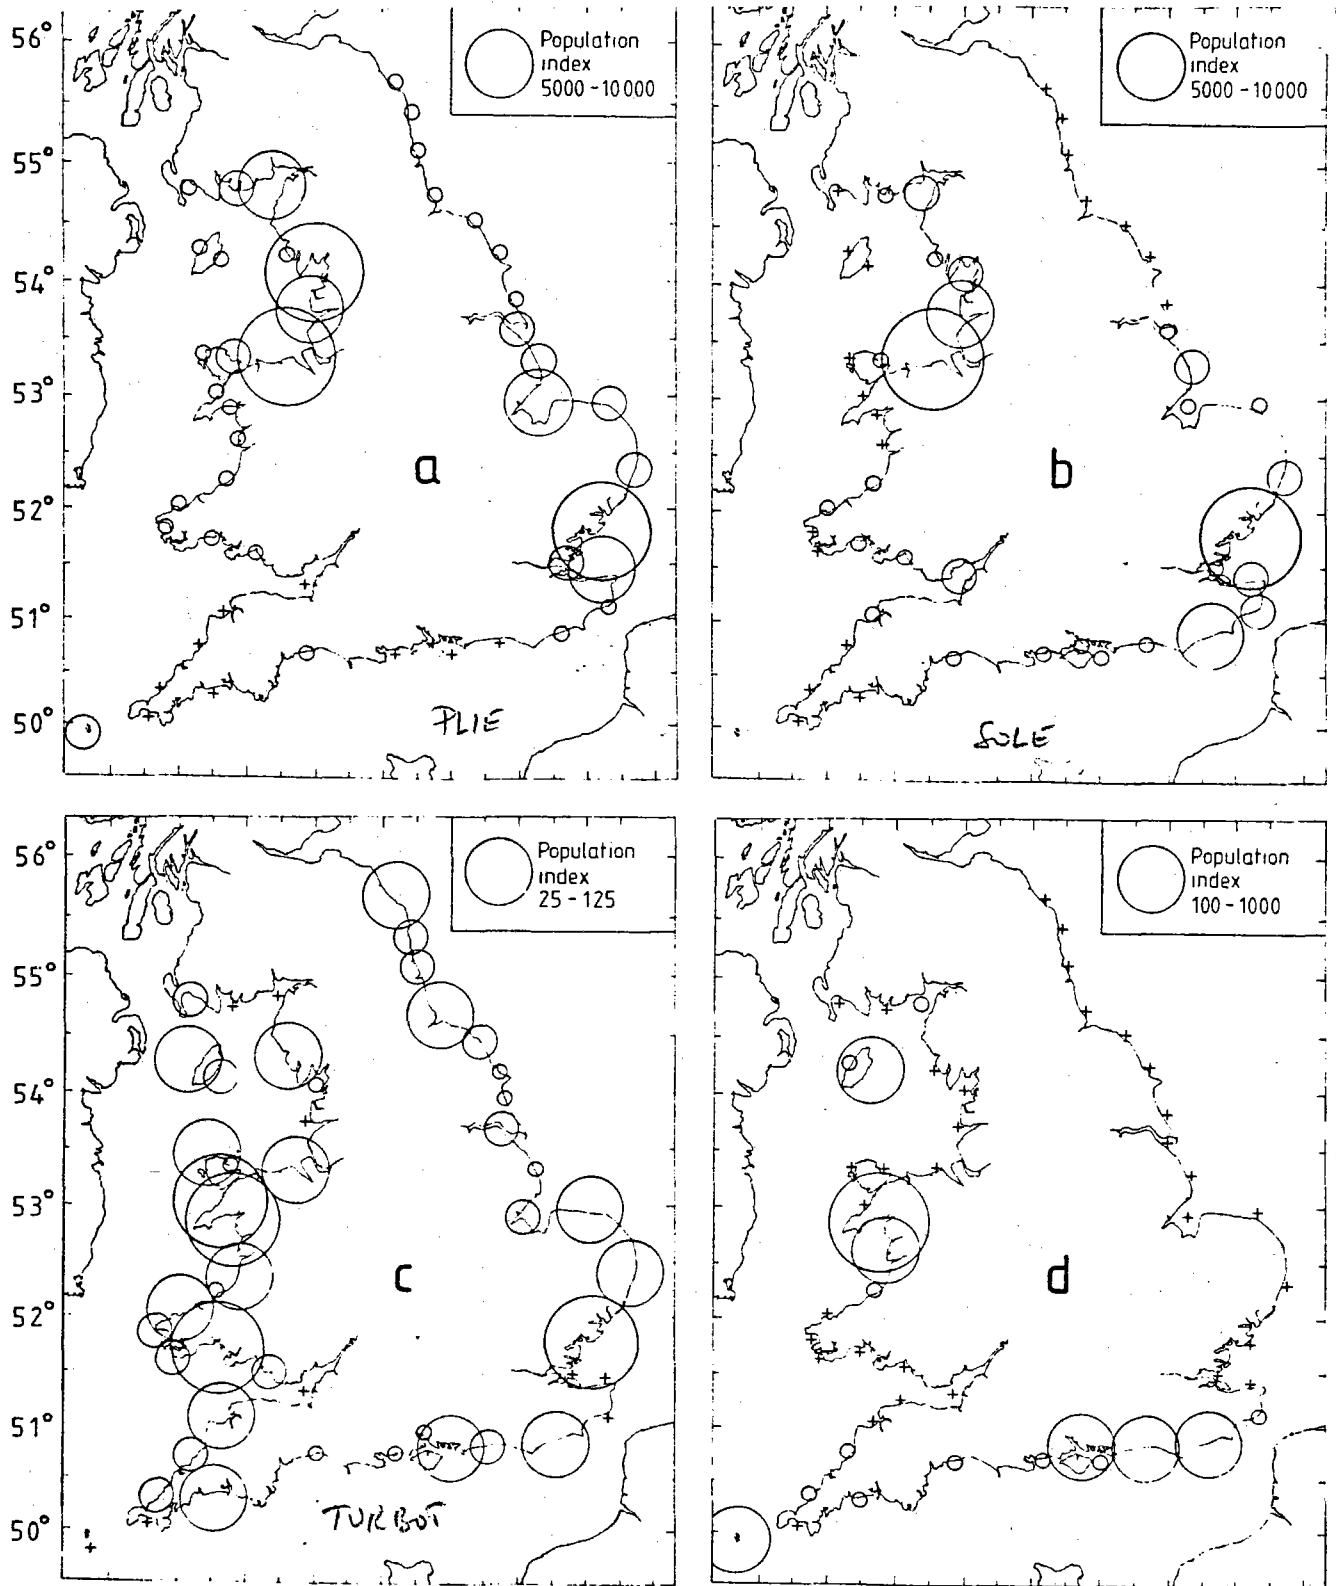 56°
55°
54°
53°
52°
51°
50°
Population
index
5000 - 10 000
a
PLIE
Population
index
5000 - 10 000
b
SOLE
56°
55°
54°
53°
52°
51°
50°
Population
index
25 - 125
c
TURBOT
Population
index
100 - 1000
d